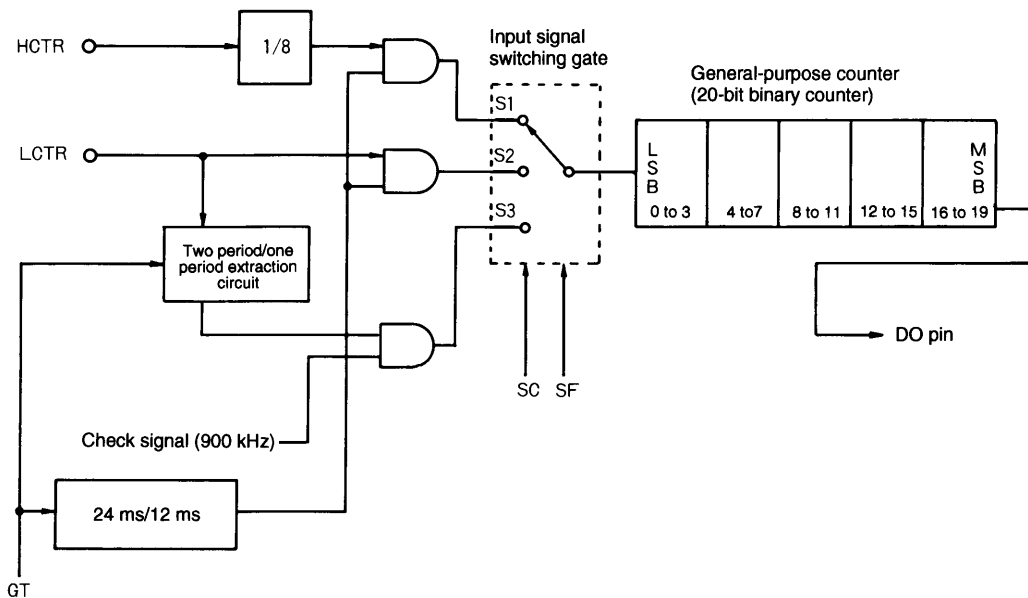 HCTR
1/8
Input signal
switching gate
General-purpose counter
(20-bit binary counter)
S1
LCTR
S2
L
S
B
M
S
B
0 to 3
4 to7
8 to 11
12 to 15
16 to 19
S3
Two period/one
period extraction
circuit
DO pin
SC
SF
Check signal (900 kHz)
24 ms/12 ms
GT